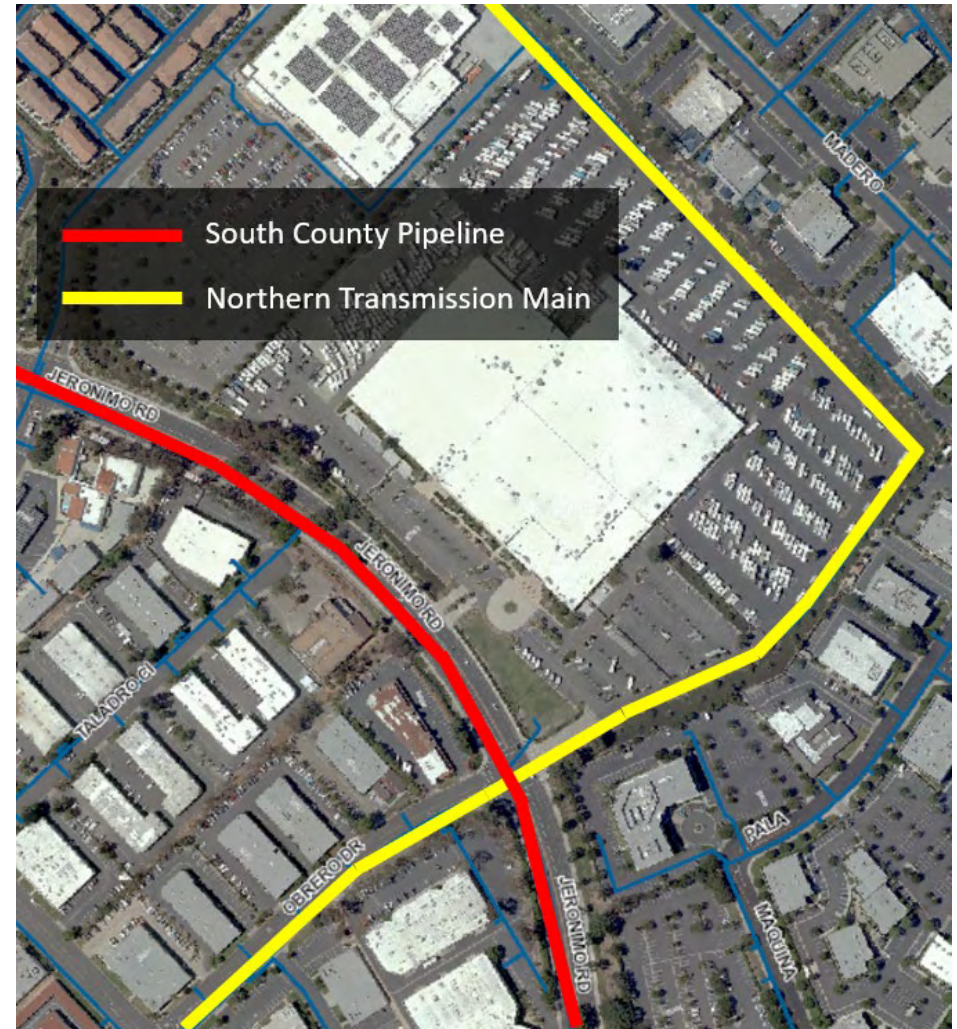 MADERO
South County Pipeline
Northern Transmission Main
JERONIMO RD
JERONIMO RD
TALADRO CI
PALA
OBRERO DR
JERONIMO RD
MAQUINA